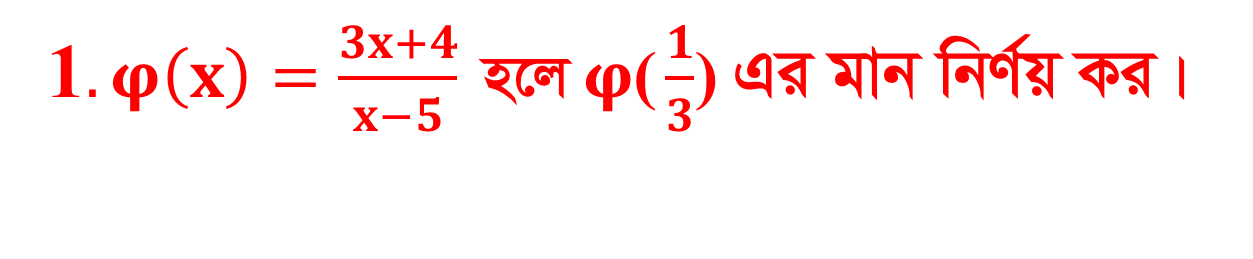 1. φ(x) = (3x+4)/(x−5) হলে φ(1/3) এর মান নির্ণয় কর।